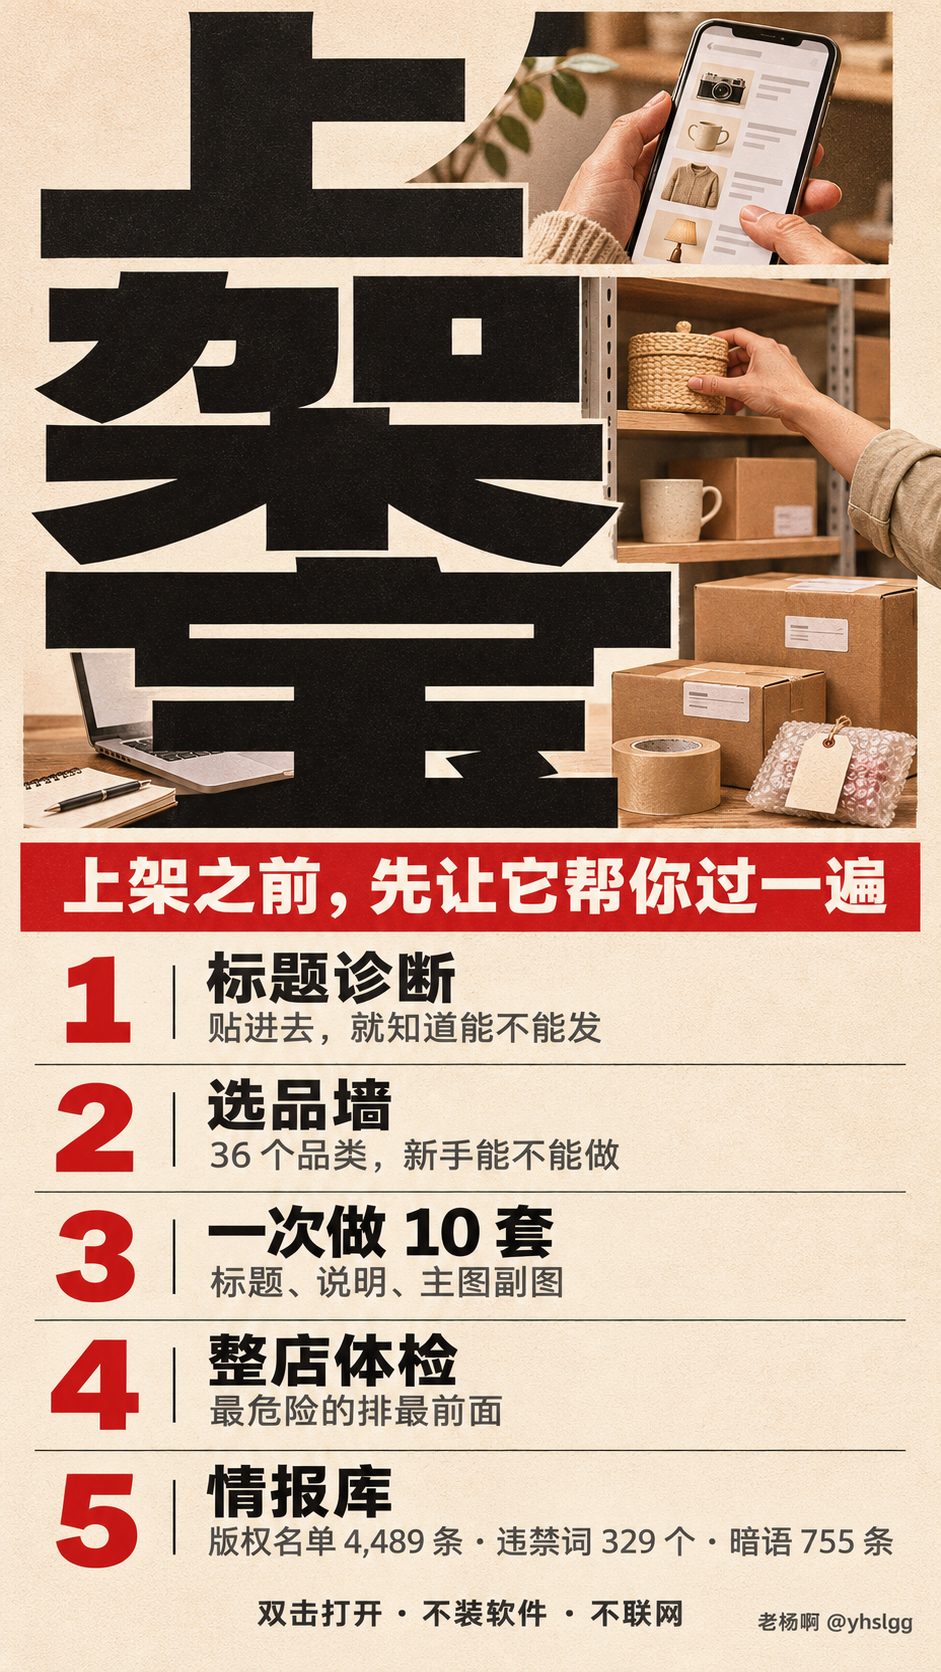 上
架
宝
上架之前，先让它帮你过一遍
1
标题诊断
贴进去，就知道能不能发
2
选品墙
36 个品类，新手能不能做
3
一次做 10 套
标题、说明、主图副图
4
整店体检
最危险的排最前面
5
情报库
版权名单 4,489 条 · 违禁词 329 个 · 暗语 755 条
双击打开 · 不装软件 · 不联网
老杨啊 @yhslgg